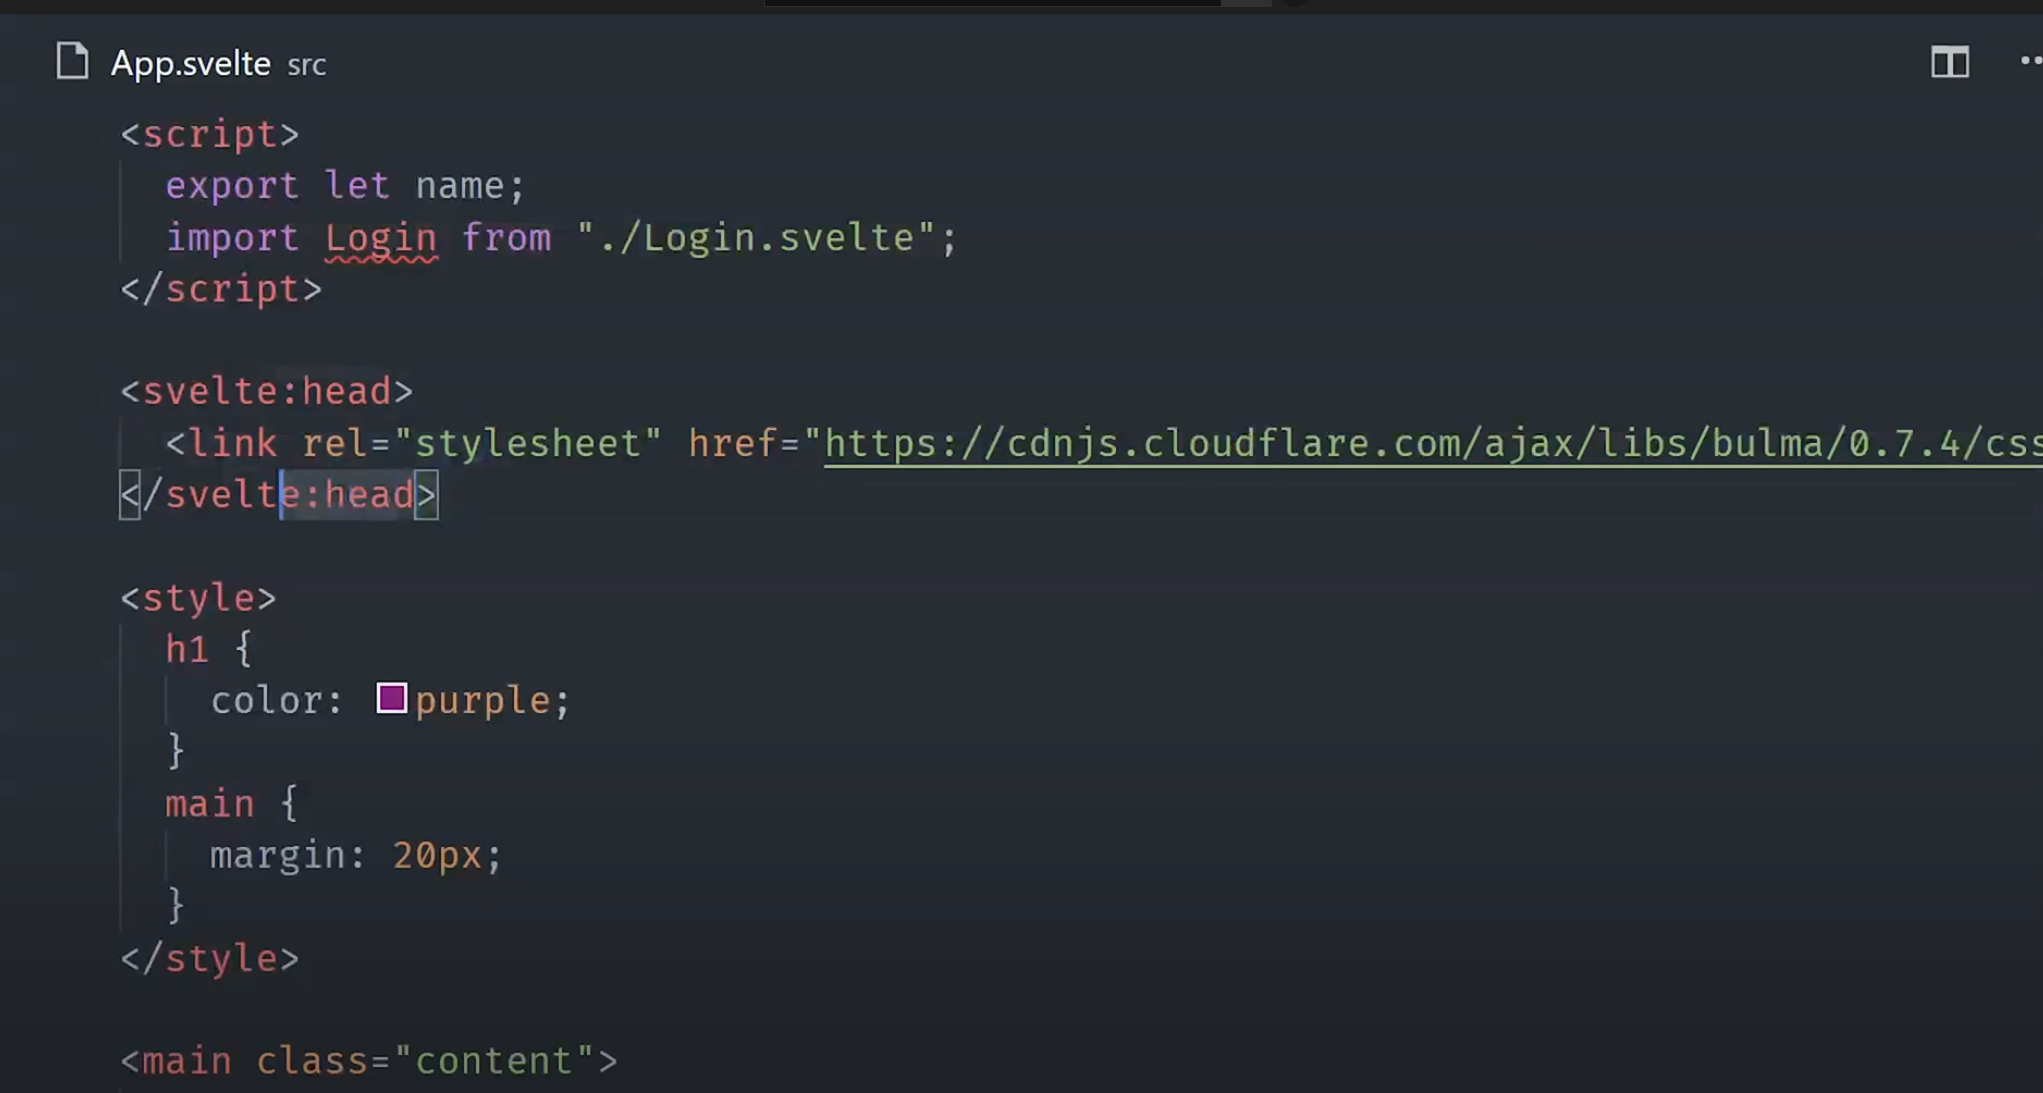 App.svelte src
<script>
export let name;
import Login from "./Login.svelte";
</script>
<svelte:head>
<link rel="stylesheet" href="https://cdnjs.cloudflare.com/ajax/libs/bulma/0.7.4/css
</svelte:head>
<style>
h1 {
color: purple;
}
main {
margin: 20px;
}
</style>
<main class="content">